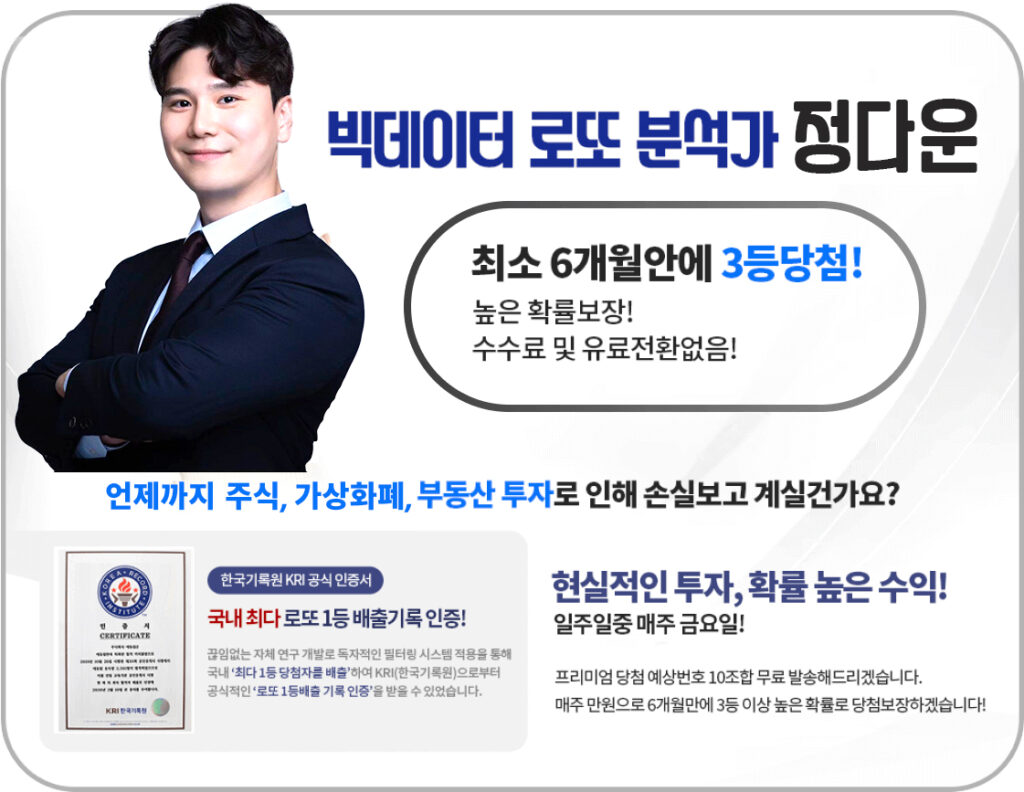 빅데이터 로또 분석가 정다운
최소 6개월안에 3등당첨!
높은 확률보장!
수수료 및 유료전환없음!
언제까지 주식, 가상화폐, 부동산 투자로 인해 손실보고 계실건가요?
KOREA RECORD INSTITUTE
인 증 서
CERTIFICATE
KRI 한국기록원
한국기록원 KRI 공식 인증서
국내 최다 로또 1등 배출기록 인증!
끊임없는 자체 연구 개발로 독자적인 필터링 시스템 적용을 통해
국내 '최다 1등 당첨자를 배출'하여 KRI(한국기록원)으로부터
공식적인 '로또 1등배출 기록 인증'을 받을 수 있었습니다.
현실적인 투자, 확률 높은 수익!
일주일중 매주 금요일!
프리미엄 당첨 예상번호 10조합 무료 발송해드리겠습니다.
매주 만원으로 6개월만에 3등 이상 높은 확률로 당첨보장하겠습니다!